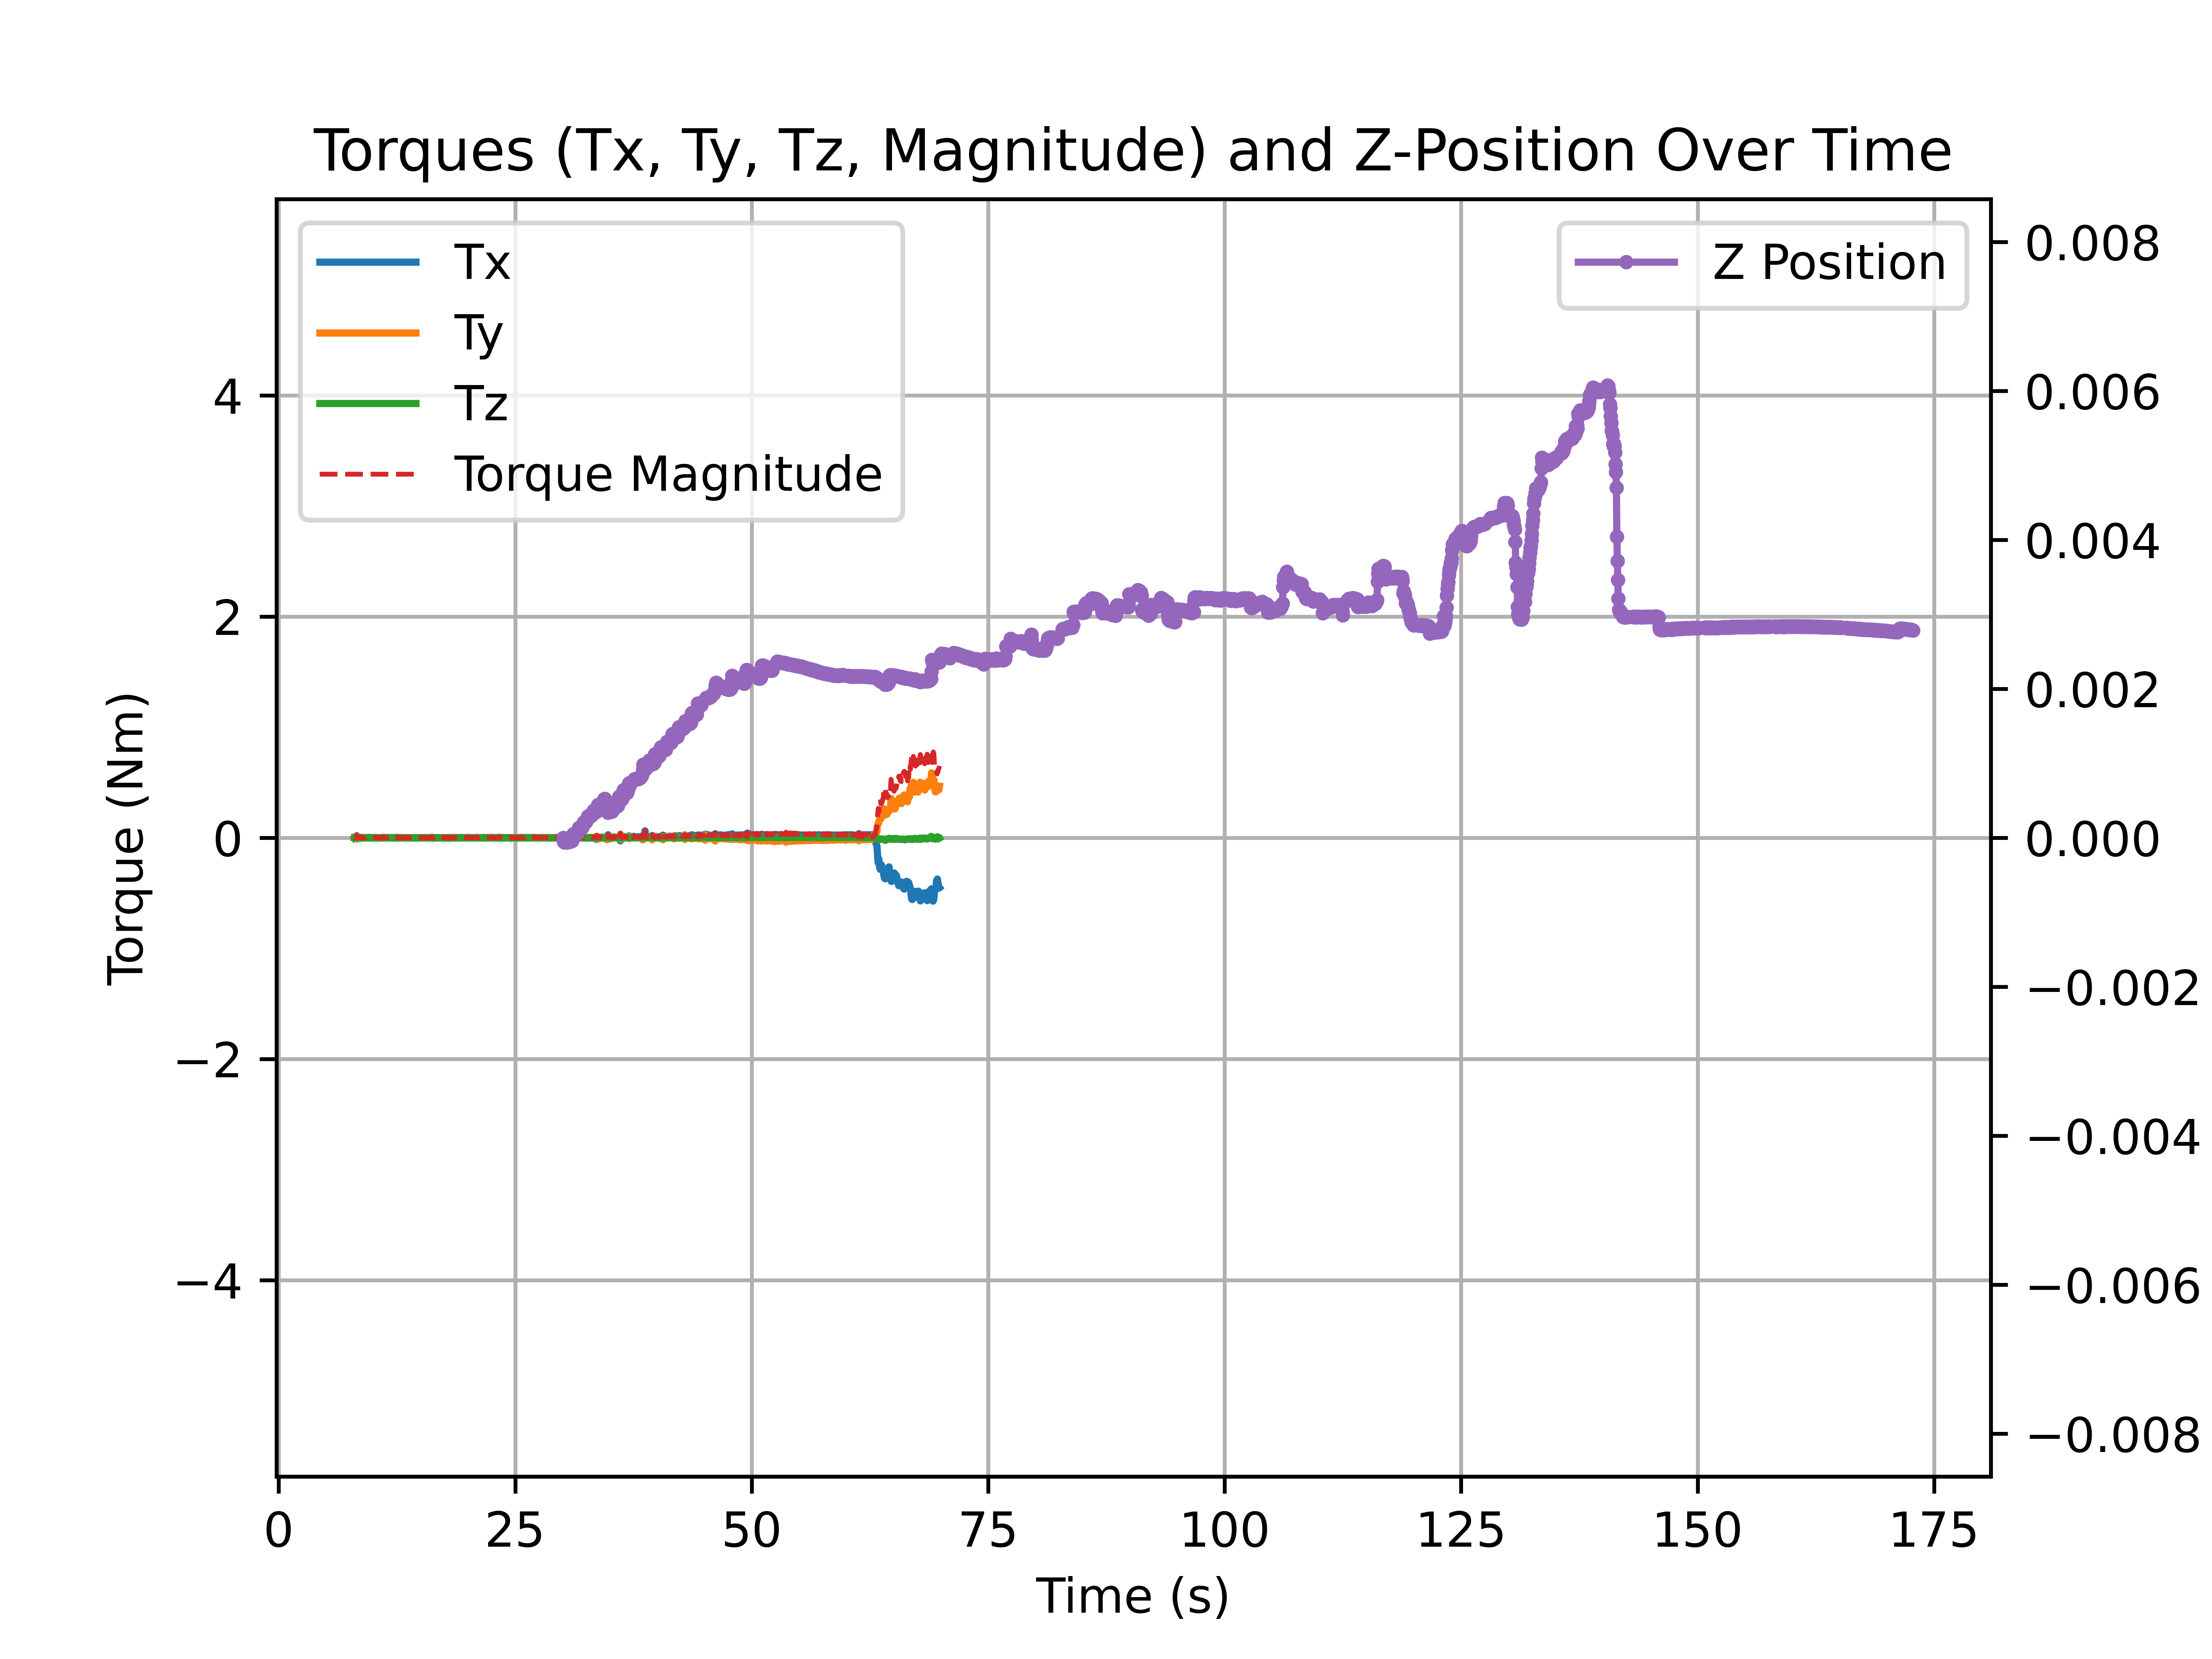 Torques (Tx, Ty, Tz, Magnitude) and Z-Position Over Time
Tx
Ty
Tz
Torque Magnitude
Z Position
Torque (Nm)
4
2
0
−2
−4
0.008
0.006
0.004
0.002
0.000
−0.002
−0.004
−0.006
−0.008
0 25 50 75 100 125 150 175
Time (s)